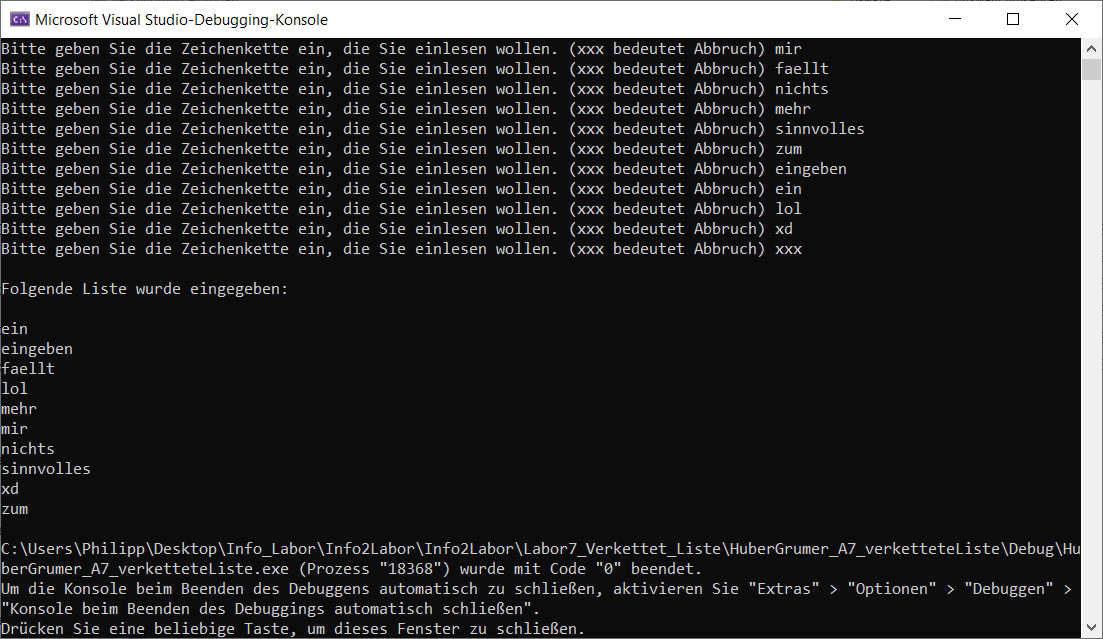 Microsoft Visual Studio-Debugging-Konsole
Bitte geben Sie die Zeichenkette ein, die Sie einlesen wollen. (xxx bedeutet Abbruch) mir
Bitte geben Sie die Zeichenkette ein, die Sie einlesen wollen. (xxx bedeutet Abbruch) faellt
Bitte geben Sie die Zeichenkette ein, die Sie einlesen wollen. (xxx bedeutet Abbruch) nichts
Bitte geben Sie die Zeichenkette ein, die Sie einlesen wollen. (xxx bedeutet Abbruch) mehr
Bitte geben Sie die Zeichenkette ein, die Sie einlesen wollen. (xxx bedeutet Abbruch) sinnvolles
Bitte geben Sie die Zeichenkette ein, die Sie einlesen wollen. (xxx bedeutet Abbruch) zum
Bitte geben Sie die Zeichenkette ein, die Sie einlesen wollen. (xxx bedeutet Abbruch) eingeben
Bitte geben Sie die Zeichenkette ein, die Sie einlesen wollen. (xxx bedeutet Abbruch) ein
Bitte geben Sie die Zeichenkette ein, die Sie einlesen wollen. (xxx bedeutet Abbruch) lol
Bitte geben Sie die Zeichenkette ein, die Sie einlesen wollen. (xxx bedeutet Abbruch) xd
Bitte geben Sie die Zeichenkette ein, die Sie einlesen wollen. (xxx bedeutet Abbruch) xxx
Folgende Liste wurde eingegeben:
ein
eingeben
faellt
lol
mehr
mir
nichts
sinnvolles
xd
zum
C:\Users\Philipp\Desktop\Info_Labor\Info2Labor\Info2Labor\Labor7_Verkettet_Liste\HuberGrumer_A7_verketteteListe\Debug\Hu
berGrumer_A7_verketteteListe.exe (Prozess "18368") wurde mit Code "0" beendet.
Um die Konsole beim Beenden des Debuggens automatisch zu schließen, aktivieren Sie "Extras" > "Optionen" > "Debuggen" >
"Konsole beim Beenden des Debuggings automatisch schließen".
Drücken Sie eine beliebige Taste, um dieses Fenster zu schließen.